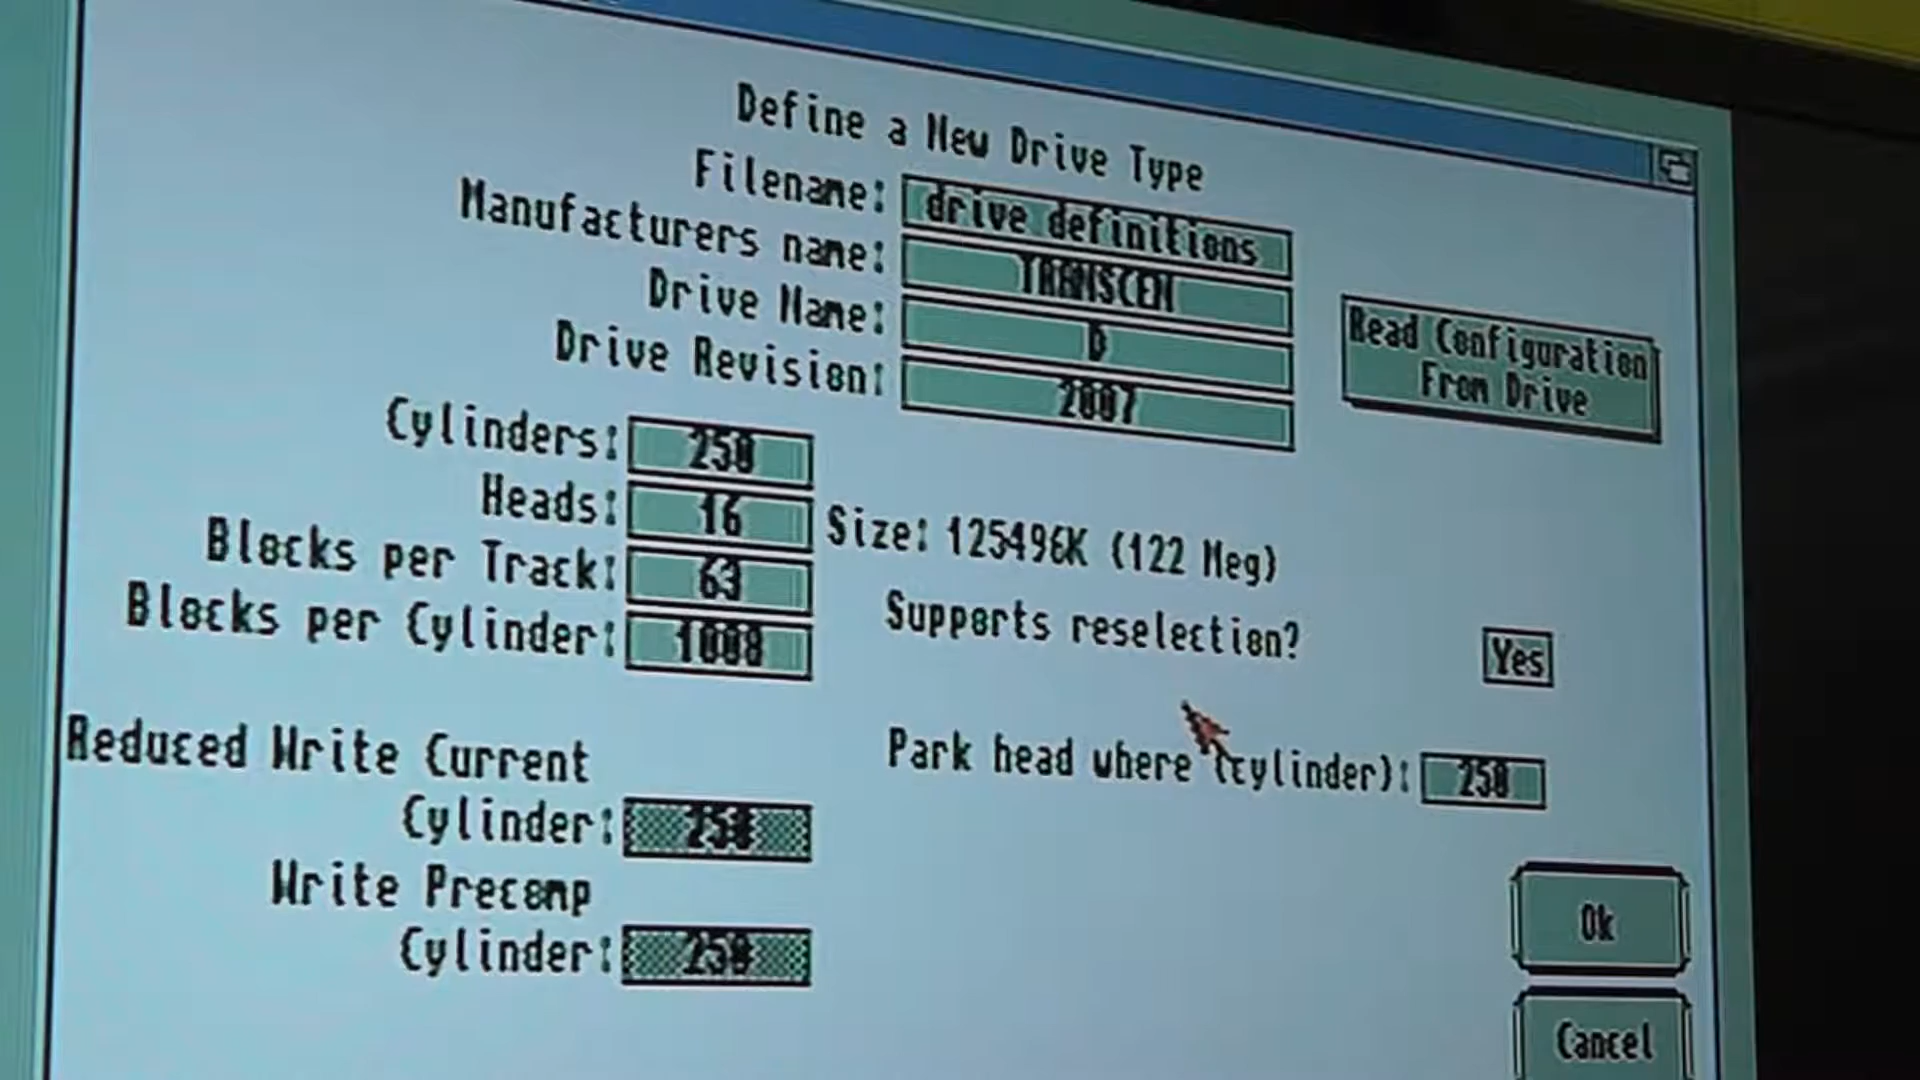 Define a New Drive Type
Filename: drive definitions
Manufacturers name: TRANSCEN
Drive Name: D
Drive Revision: 2007
Read Configuration
From Drive
Cylinders: 250
Heads: 16
Size: 125496K (122 Meg)
Blocks per Track: 63
Blocks per Cylinder: 1008
Supports reselection? Yes
Reduced Write Current
Cylinder: 250
Park head where (cylinder): 250
Write Precomp
Cylinder: 250
Ok
Cancel